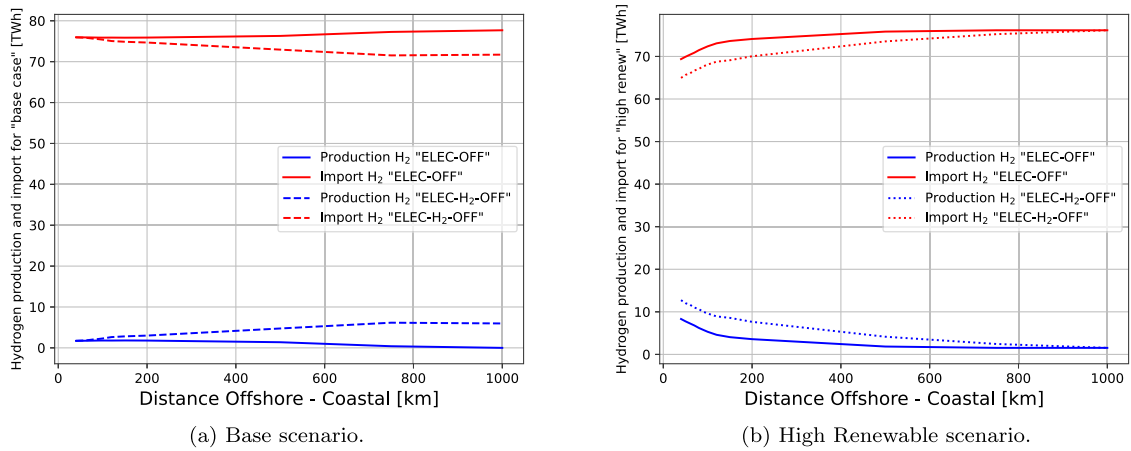 Hydrogen production and import for "base case" [TWh]
80
70
60
50
40
30
20
10
0
Production H₂ "ELEC-OFF"
Import H₂ "ELEC-OFF"
Production H₂ "ELEC-H₂-OFF"
Import H₂ "ELEC-H₂-OFF"
0 200 400 600 800 1000
Distance Offshore - Coastal [km]
(a) Base scenario.
Hydrogen production and import for "high renew" [TWh]
70
60
50
40
30
20
10
0
Production H₂ "ELEC-OFF"
Import H₂ "ELEC-OFF"
Production H₂ "ELEC-H₂-OFF"
Import H₂ "ELEC-H₂-OFF"
0 200 400 600 800 1000
Distance Offshore - Coastal [km]
(b) High Renewable scenario.